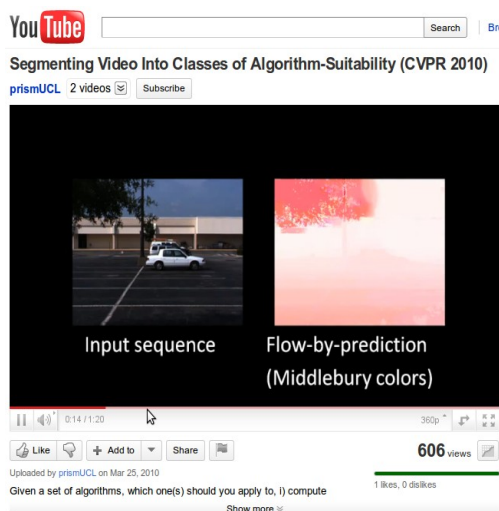 YouTube
Search
Segmenting Video Into Classes of Algorithm-Suitability (CVPR 2010)
prismUCL 2 videos Subscribe
Input sequence
Flow-by-prediction
(Middlebury colors)
0:14 / 1:20 360p
Like Add to Share 606 views
Uploaded by prismUCL on Mar 25, 2010
1 likes, 0 dislikes
Given a set of algorithms, which one(s) should you apply to, i) compute
Show more